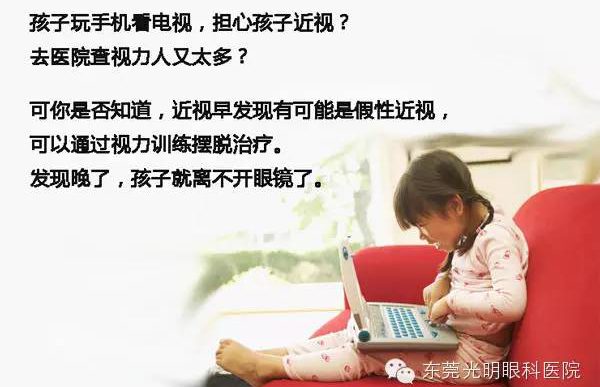 孩子玩手机看电视，担心孩子近视？
去医院查视力人又太多？
可你是否知道，近视早发现有可能是假性近视，
可以通过视力训练摆脱治疗。
发现晚了，孩子就离不开眼镜了。
东莞光明眼科医院